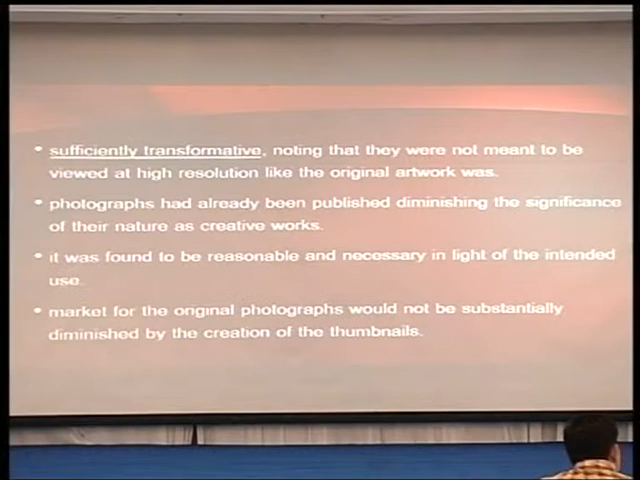 • sufficiently transformative, noting that they were not meant to be
viewed at high resolution like the original artwork was.
• photographs had already been published diminishing the significance
of their nature as creative works.
• it was found to be reasonable and necessary in light of the intended
use.
• market for the original photographs would not be substantially
diminished by the creation of the thumbnails.